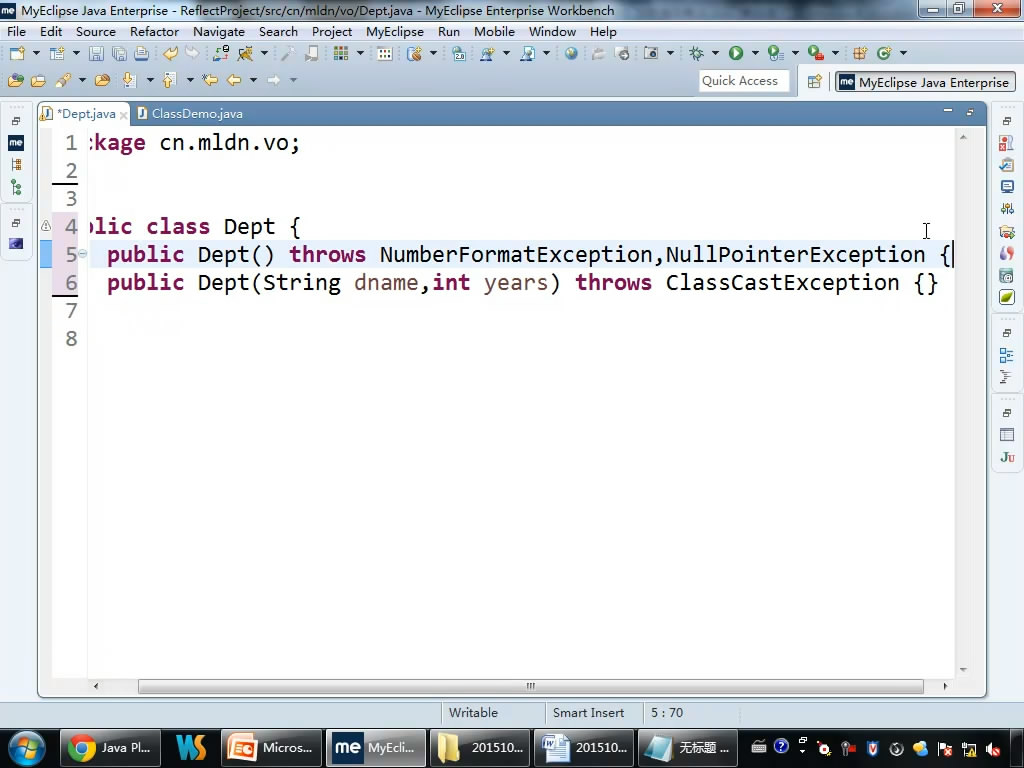 MyEclipse Java Enterprise - ReflectProject/src/cn/mldn/vo/Dept.java - MyEclipse Enterprise Workbench
File Edit Source Refactor Navigate Search Project MyEclipse Run Mobile Window Help
Quick Access
me MyEclipse Java Enterprise
*Dept.java ClassDemo.java
1 ckage cn.mldn.vo;
2
3
4 blic class Dept {
5 public Dept() throws NumberFormatException,NullPointerException {
6 public Dept(String dname,int years) throws ClassCastException {}
7
8
Writable Smart Insert 5 : 70
Java Pl... Micros... MyEcli... 201510... 201510... 无标题 ...